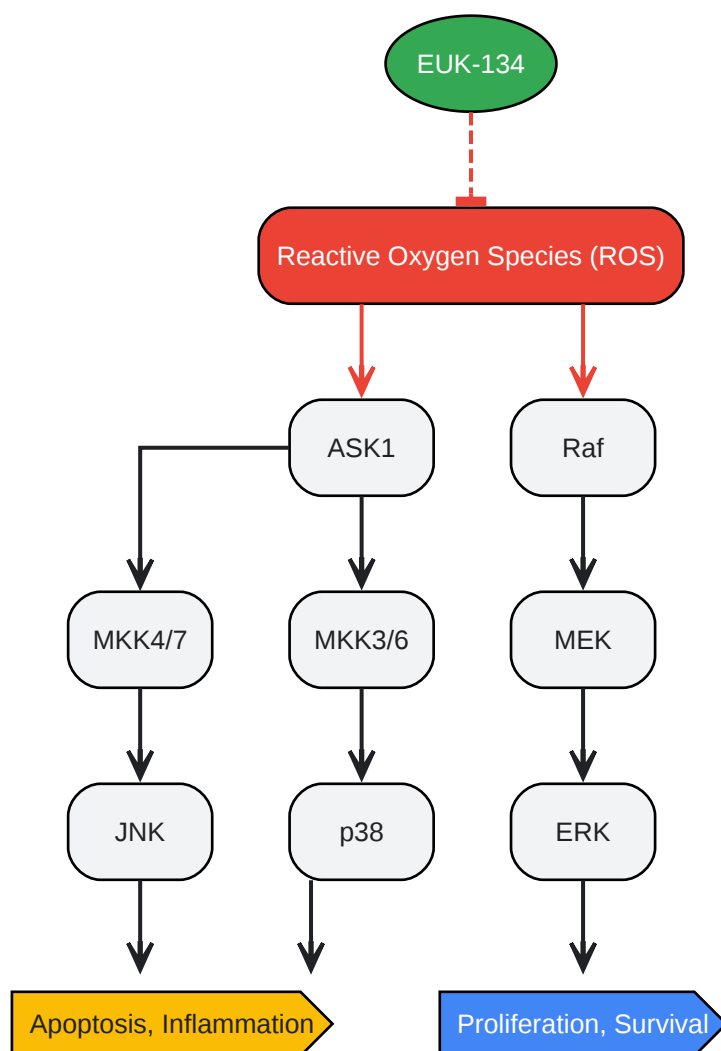 EUK-134
Reactive Oxygen Species (ROS)
ASK1
Raf
MKK4/7
MKK3/6
MEK
JNK
p38
ERK
Apoptosis, Inflammation
Proliferation, Survival